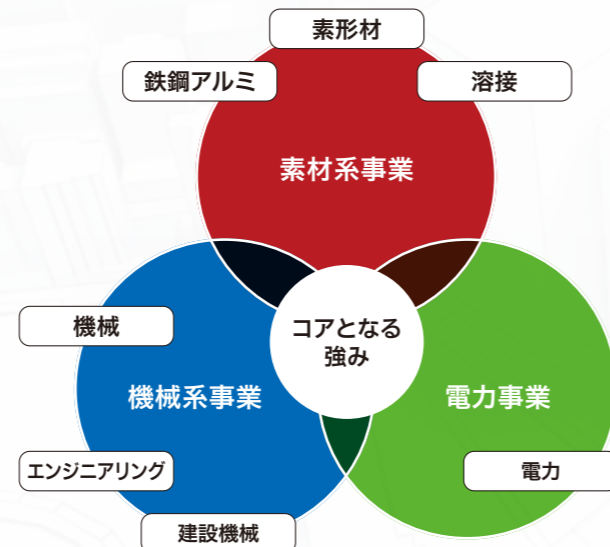 素形材
鉄鋼アルミ
溶接
素材系事業
機械
コアとなる
強み
機械系事業
電力事業
エンジニアリング
電力
建設機械